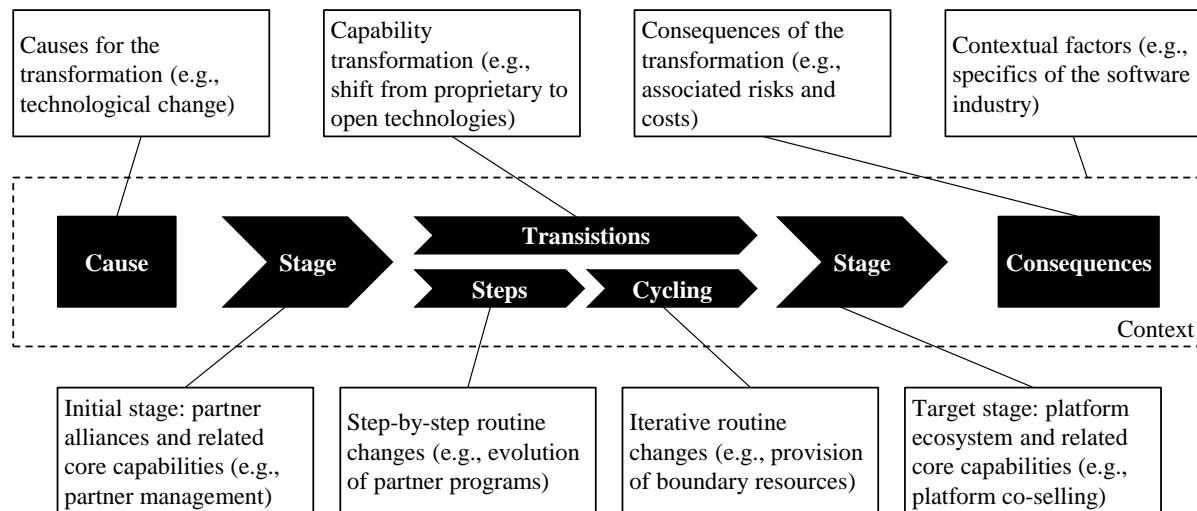 Causes for the
transformation (e.g.,
technological change)
Capability
transformation (e.g.,
shift from proprietary to
open technologies)
Consequences of the
transformation (e.g.,
associated risks and
costs)
Contextual factors (e.g.,
specifics of the software
industry)
Cause
Stage
Transistions
Steps
Cycling
Stage
Consequences
Context
Initial stage: partner
alliances and related
core capabilities (e.g.,
partner management)
Step-by-step routine
changes (e.g., evolution
of partner programs)
Iterative routine
changes (e.g., provision
of boundary resources)
Target stage: platform
ecosystem and related
core capabilities (e.g.,
platform co-selling)